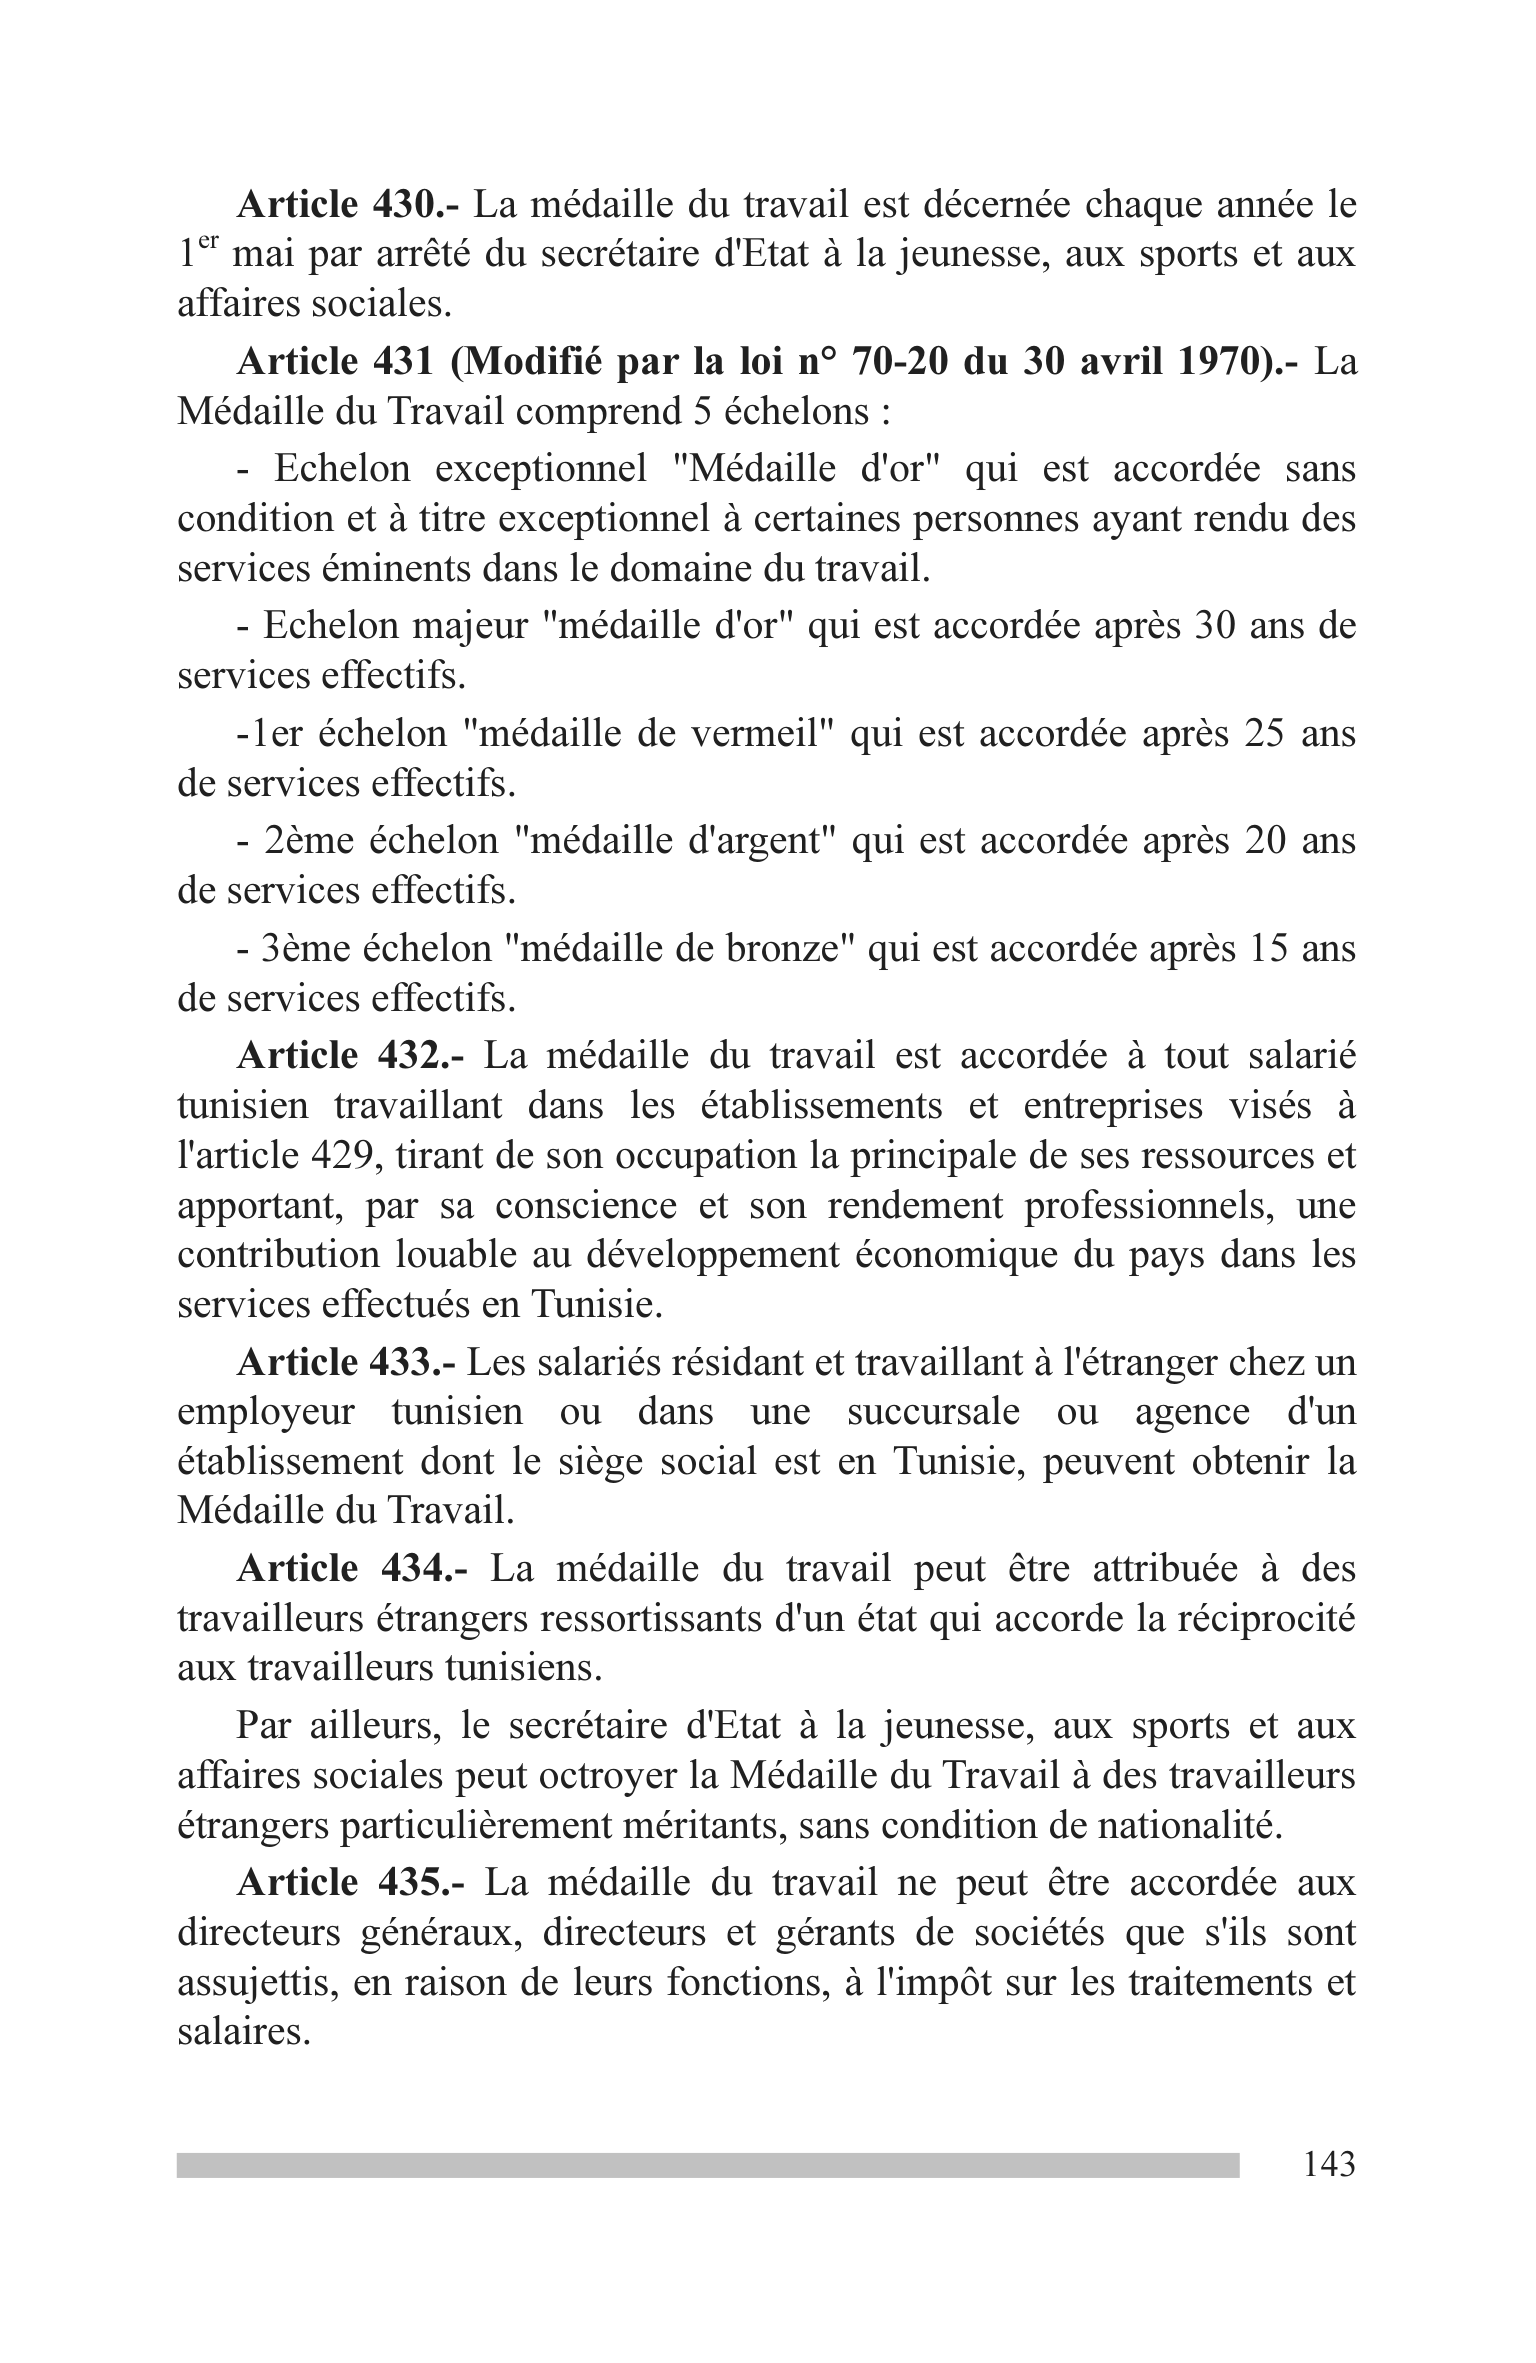 Article 430.- La médaille du travail est décernée chaque année le
1er mai par arrêté du secrétaire d'Etat à la jeunesse, aux sports et aux
affaires sociales.
Article 431 (Modifié par la loi n° 70-20 du 30 avril 1970).- La
Médaille du Travail comprend 5 échelons :
- Echelon exceptionnel "Médaille d'or" qui est accordée sans
condition et à titre exceptionnel à certaines personnes ayant rendu des
services éminents dans le domaine du travail.
- Echelon majeur "médaille d'or" qui est accordée après 30 ans de
services effectifs.
-1er échelon "médaille de vermeil" qui est accordée après 25 ans
de services effectifs.
- 2ème échelon "médaille d'argent" qui est accordée après 20 ans
de services effectifs.
- 3ème échelon "médaille de bronze" qui est accordée après 15 ans
de services effectifs.
Article 432.- La médaille du travail est accordée à tout salarié
tunisien travaillant dans les établissements et entreprises visés à
l'article 429, tirant de son occupation la principale de ses ressources et
apportant, par sa conscience et son rendement professionnels, une
contribution louable au développement économique du pays dans les
services effectués en Tunisie.
Article 433.- Les salariés résidant et travaillant à l'étranger chez un
employeur tunisien ou dans une succursale ou agence d'un
établissement dont le siège social est en Tunisie, peuvent obtenir la
Médaille du Travail.
Article 434.- La médaille du travail peut être attribuée à des
travailleurs étrangers ressortissants d'un état qui accorde la réciprocité
aux travailleurs tunisiens.
Par ailleurs, le secrétaire d'Etat à la jeunesse, aux sports et aux
affaires sociales peut octroyer la Médaille du Travail à des travailleurs
étrangers particulièrement méritants, sans condition de nationalité.
Article 435.- La médaille du travail ne peut être accordée aux
directeurs généraux, directeurs et gérants de sociétés que s'ils sont
assujettis, en raison de leurs fonctions, à l'impôt sur les traitements et
salaires.
143